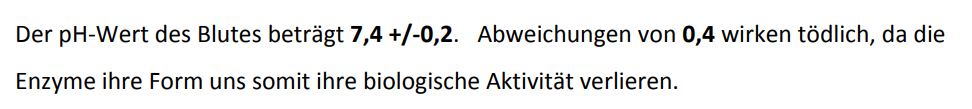 Der pH-Wert des Blutes beträgt 7,4 +/-0,2.   Abweichungen von 0,4 wirken tödlich, da die
Enzyme ihre Form uns somit ihre biologische Aktivität verlieren.